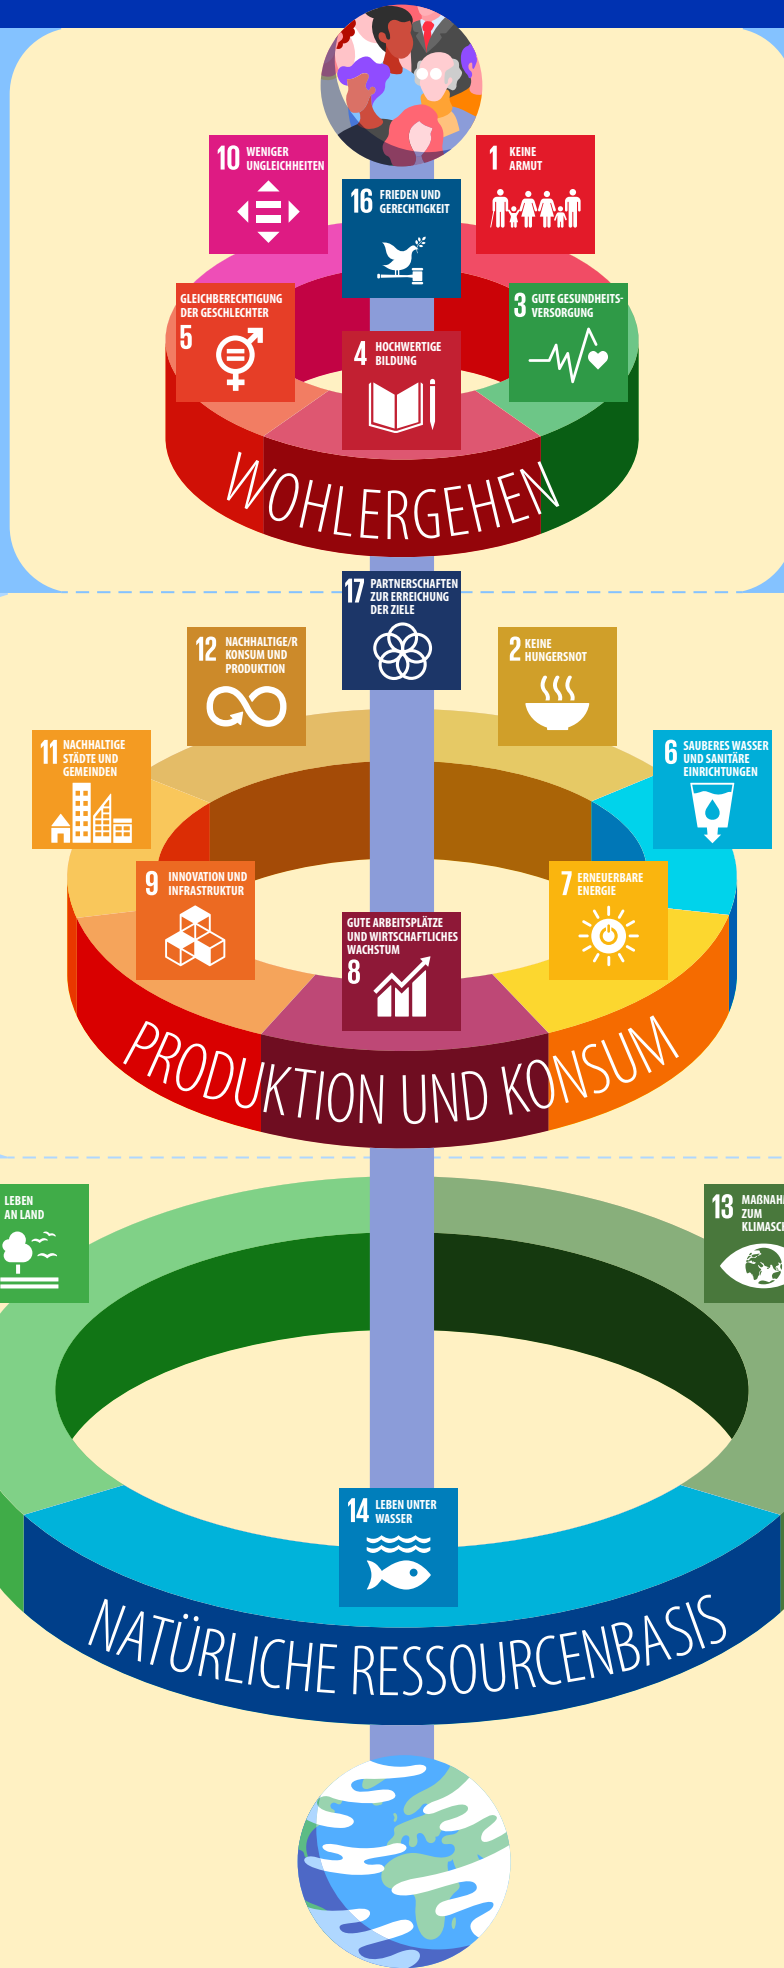 10 WENIGER
UNGLEICHHEITEN
1 KEINE
ARMUT
16 FRIEDEN UND
GERECHTIGKEIT
GLEICHBERECHTIGUNG
DER GESCHLECHTER
5
3 GUTE GESUNDHEITS-
VERSORGUNG
4 HOCHWERTIGE
BILDUNG
WOHLERGEHEN
17 PARTNERSCHAFTEN
ZUR ERREICHUNG
DER ZIELE
12 NACHHALTIGE/R
KONSUM UND
PRODUKTION
2 KEINE
HUNGERSNOT
11 NACHHALTIGE
STÄDTE UND
GEMEINDEN
6 SAUBERES WASSER
UND SANITÄRE
EINRICHTUNGEN
9 INNOVATION UND
INFRASTRUKTUR
7 ERNEUERBARE
ENERGIE
GUTE ARBEITSPLÄTZE
UND WIRTSCHAFTLICHES
WACHSTUM
8
PRODUKTION UND KONSUM
LEBEN
AN LAND
13 MAßNAH
ZUM
KLIMASC
14 LEBEN UNTER
WASSER
NATÜRLICHE RESSOURCENBASIS